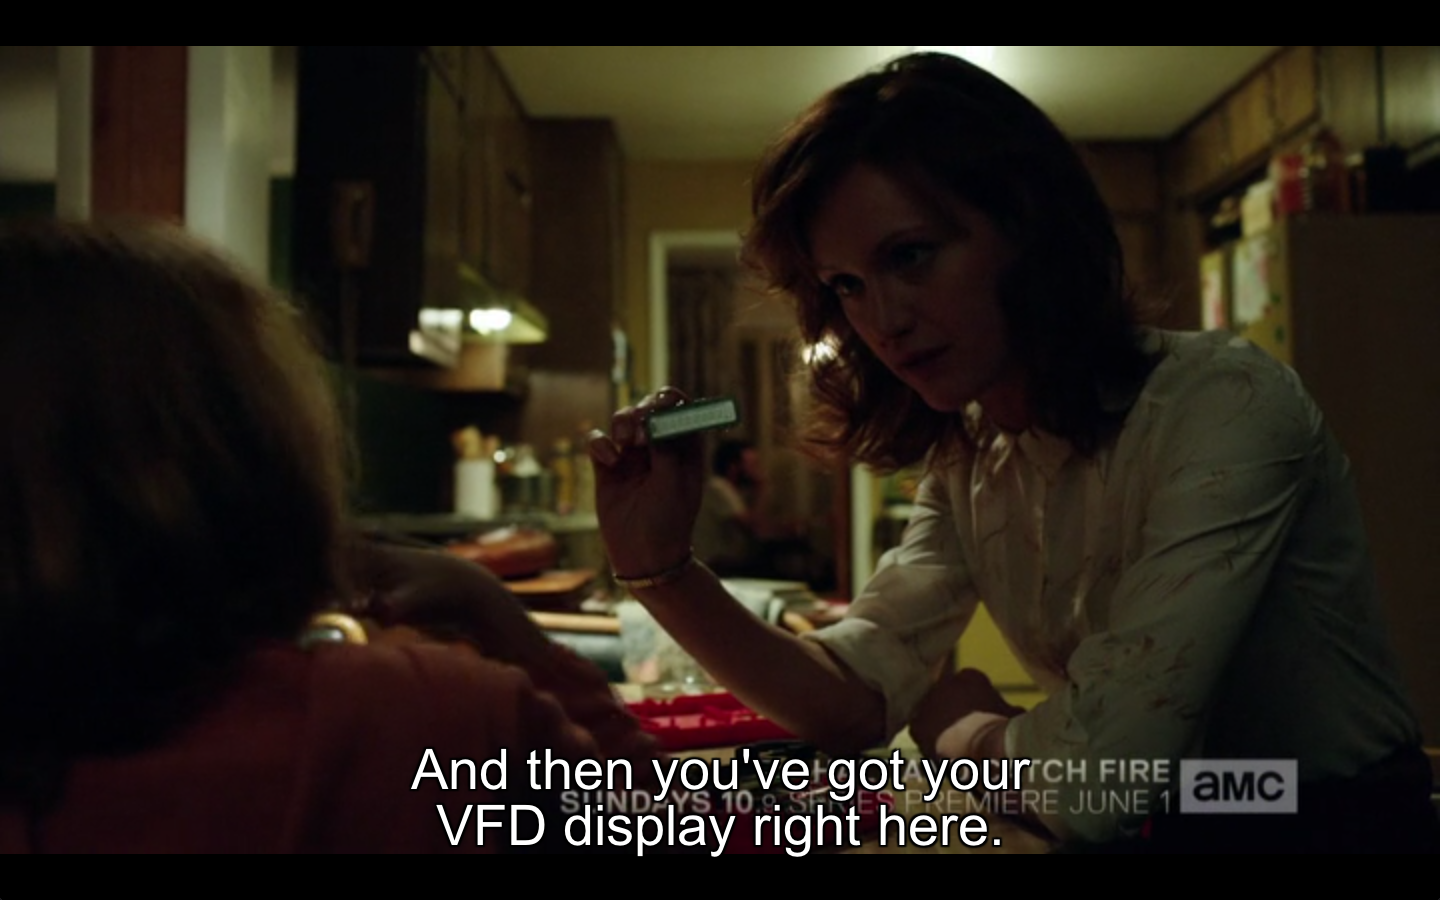 And then you've got your
VFD display right here.
TCH FIRE
SUNDAYS 10
SERIES PREMIERE JUNE 1
aMC